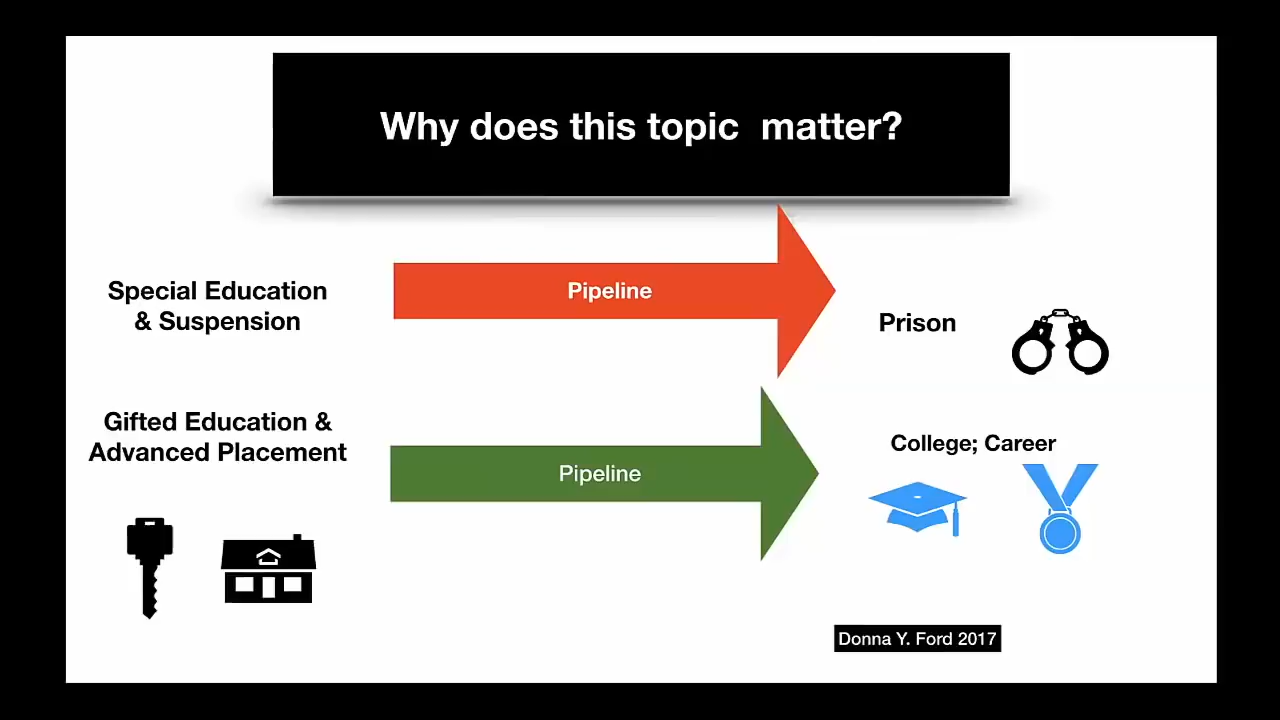 Why does this topic  matter?
Special Education
& Suspension
Pipeline
Prison
Gifted Education &
Advanced Placement
Pipeline
College; Career
Donna Y. Ford 2017